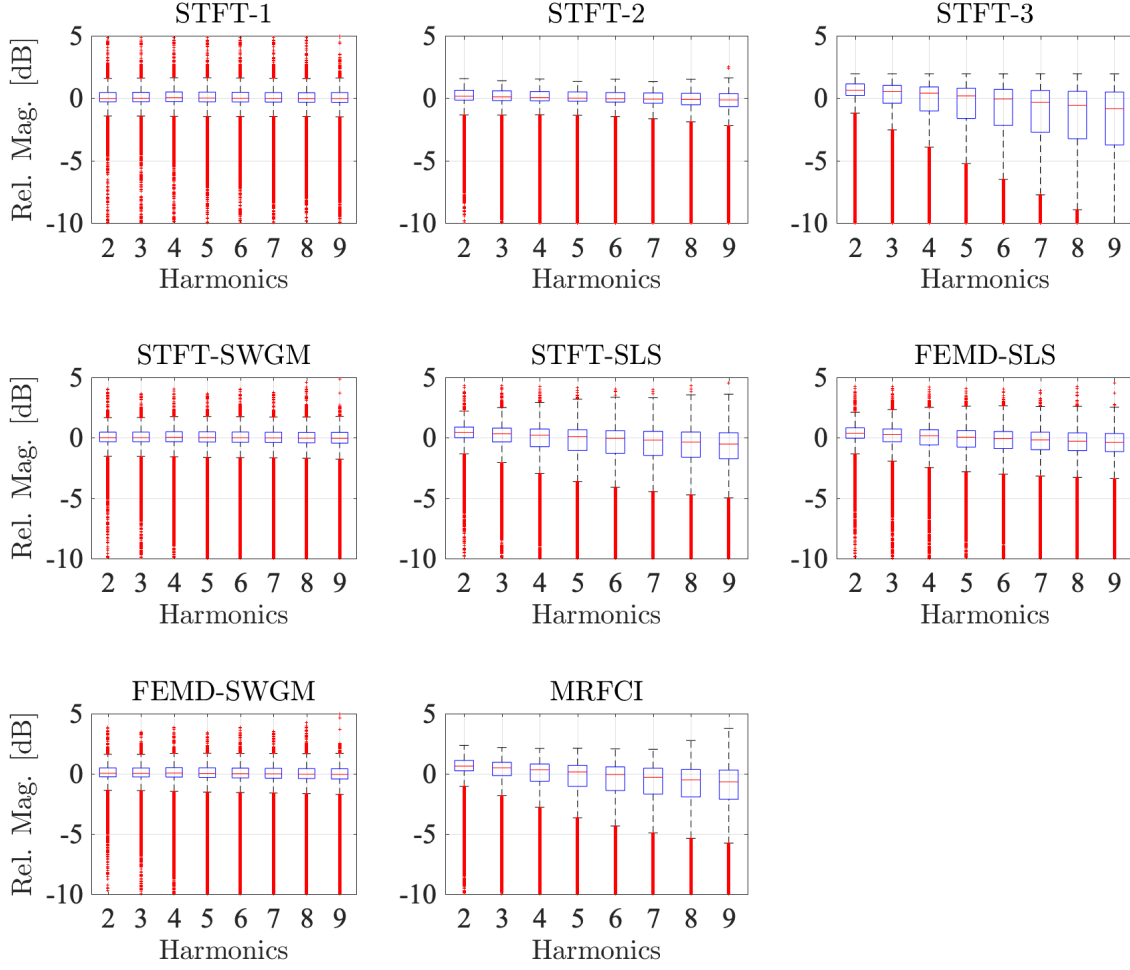 STFT-1 STFT-2 STFT-3
Rel. Mag. [dB]
5 5 5
0 0 0
-5 -5 -5
-10 -10 -10
2 3 4 5 6 7 8 9 2 3 4 5 6 7 8 9 2 3 4 5 6 7 8 9
Harmonics Harmonics Harmonics
STFT-SWGM STFT-SLS FEMD-SLS
Rel. Mag. [dB]
5 5 5
0 0 0
-5 -5 -5
-10 -10 -10
2 3 4 5 6 7 8 9 2 3 4 5 6 7 8 9 2 3 4 5 6 7 8 9
Harmonics Harmonics Harmonics
FEMD-SWGM MRFCI
Rel. Mag. [dB]
5 5
0 0
-5 -5
-10 -10
2 3 4 5 6 7 8 9 2 3 4 5 6 7 8 9
Harmonics Harmonics